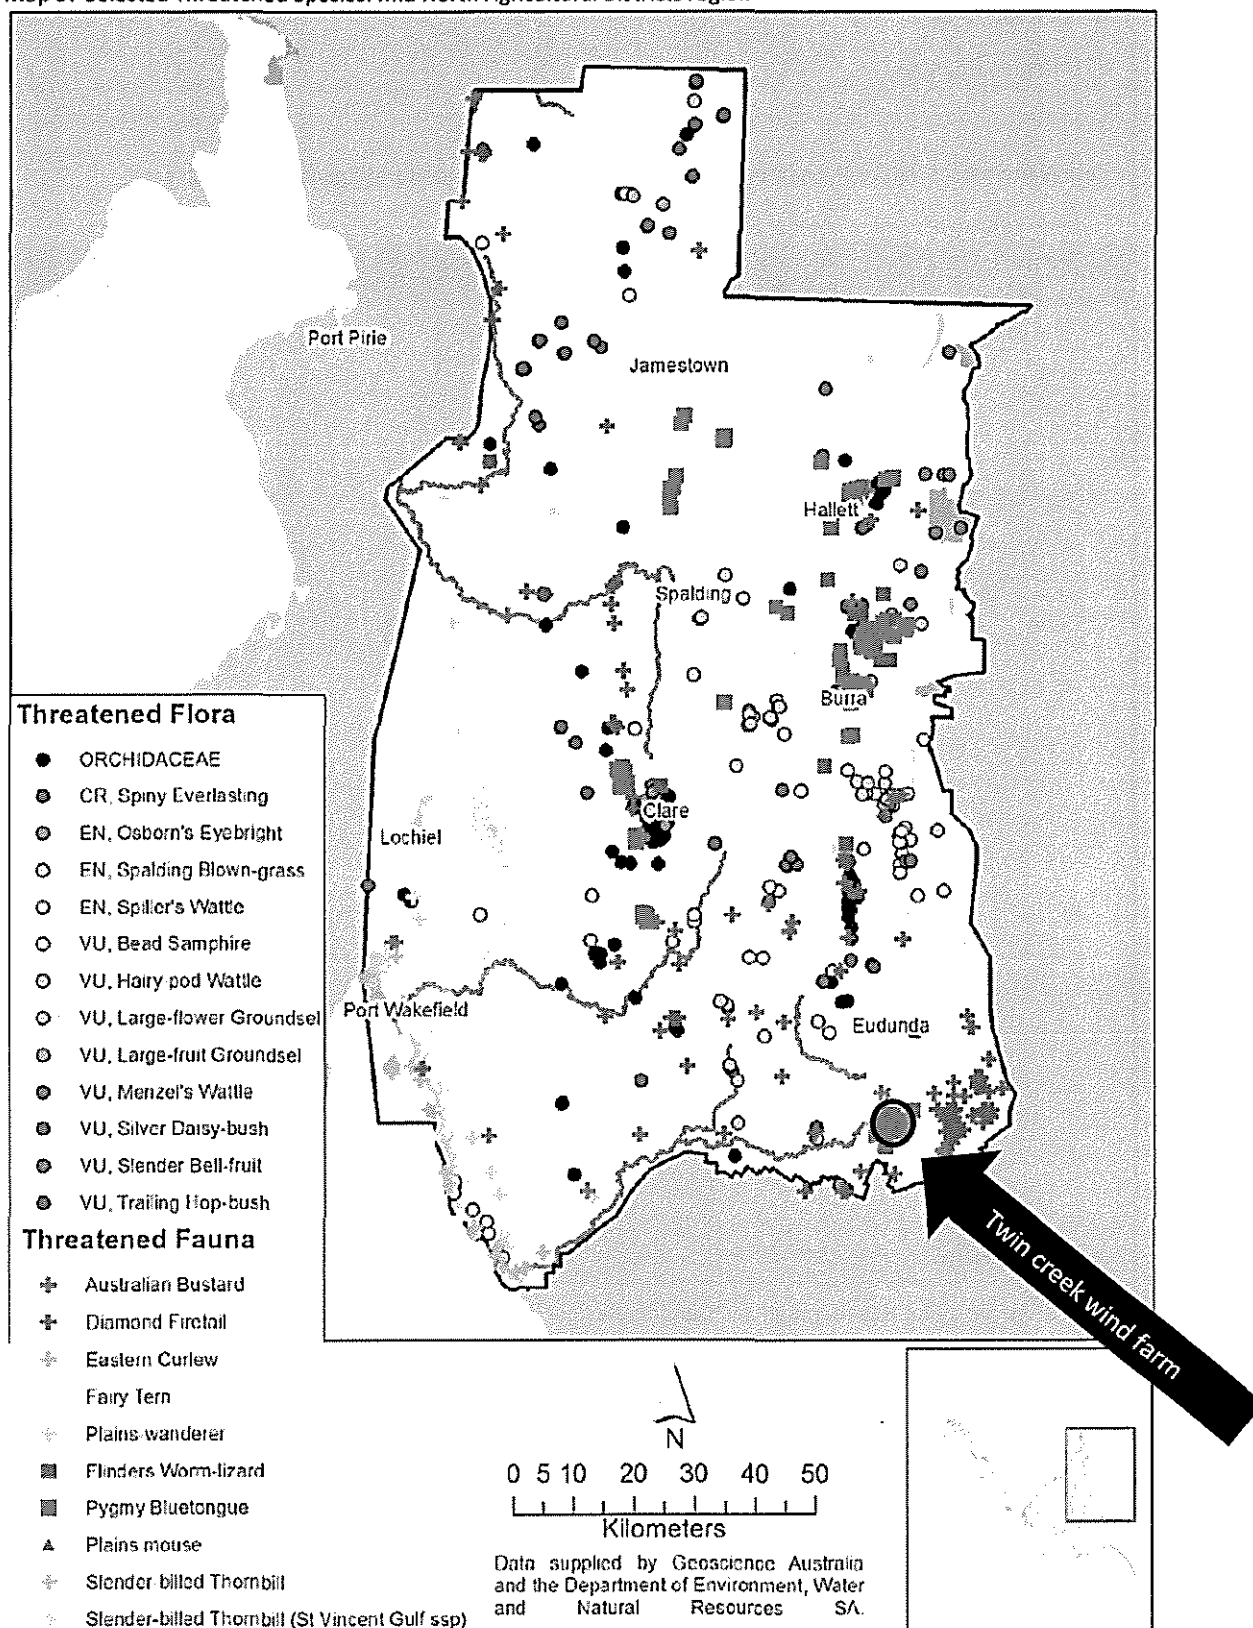 Port Pirie
Jamestown
Hallett
Spalding
Burra
Clare
Lochiel
Port Wakefield
Eudunda
Twin creek wind farm
Threatened Flora
ORCHIDACEAE
CR, Spiny Everlasting
EN, Osborn's Eyebright
EN, Spalding Blown-grass
EN, Spiller's Wattle
VU, Bead Samphire
VU, Hairy-pod Wattle
VU, Large-flower Groundsel
VU, Large-fruit Groundsel
VU, Menzel's Wattle
VU, Silver Daisy-bush
VU, Slender Bell-fruit
VU, Trailing Hop-bush
Threatened Fauna
Australian Bustard
Diamond Firetail
Eastern Curlew
Fairy Tern
Plains-wanderer
Flinders Worm-lizard
Pygmy Bluetongue
Plains mouse
Slender-billed Thornbill
Slender-billed Thornbill (St Vincent Gulf ssp)
N
0 5 10 20 30 40 50
Kilometers
Data supplied by Geoscience Australia
and the Department of Environment, Water
and Natural Resources SA.